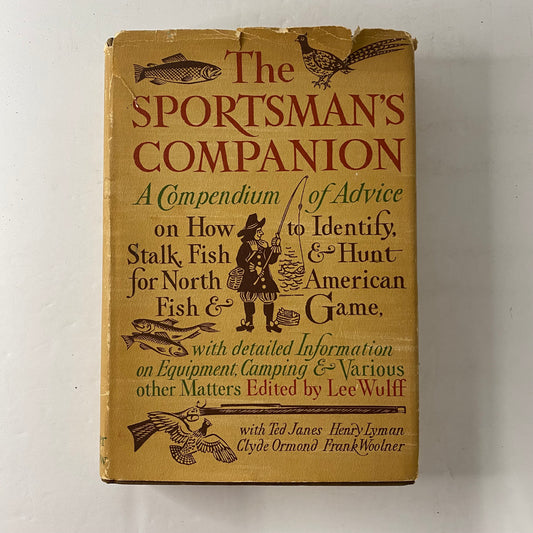 The
SPORTSMAN'S
COMPANION
A Compendium of Advice
on How to Identify,
Stalk, Fish & Hunt
for North American
Fish & Game,
with detailed Information
on Equipment, Camping & Various
other Matters Edited by Lee Wulff
with Ted Janes Henry Lyman
Clyde Ormond Frank Woolner